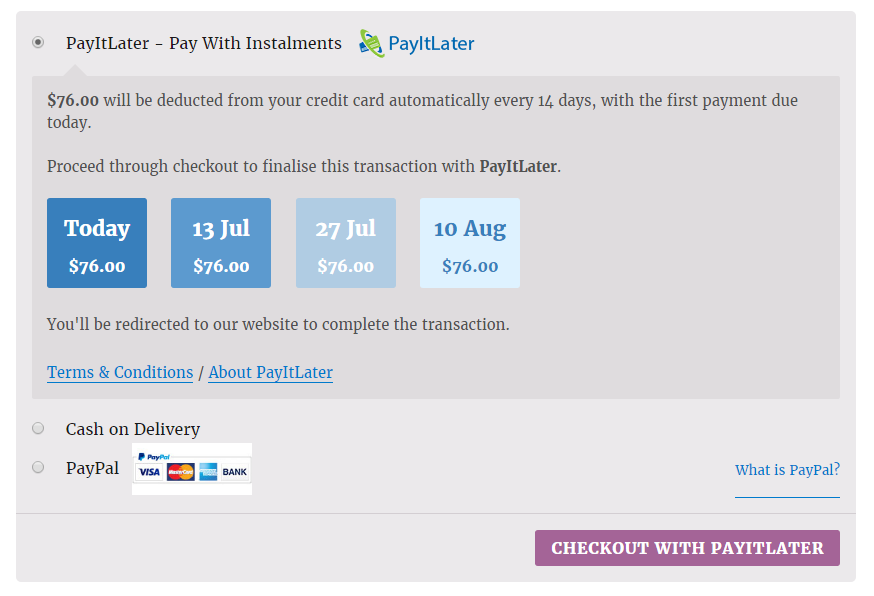 PayItLater - Pay With Instalments PayItLater
$76.00 will be deducted from your credit card automatically every 14 days, with the first payment due
today.
Proceed through checkout to finalise this transaction with PayItLater.
Today 13 Jul 27 Jul 10 Aug
$76.00 $76.00 $76.00 $76.00
You'll be redirected to our website to complete the transaction.
Terms & Conditions / About PayItLater
Cash on Delivery
PayPal
PayPal VISA MasterCard BANK
What is PayPal?
CHECKOUT WITH PAYITLATER